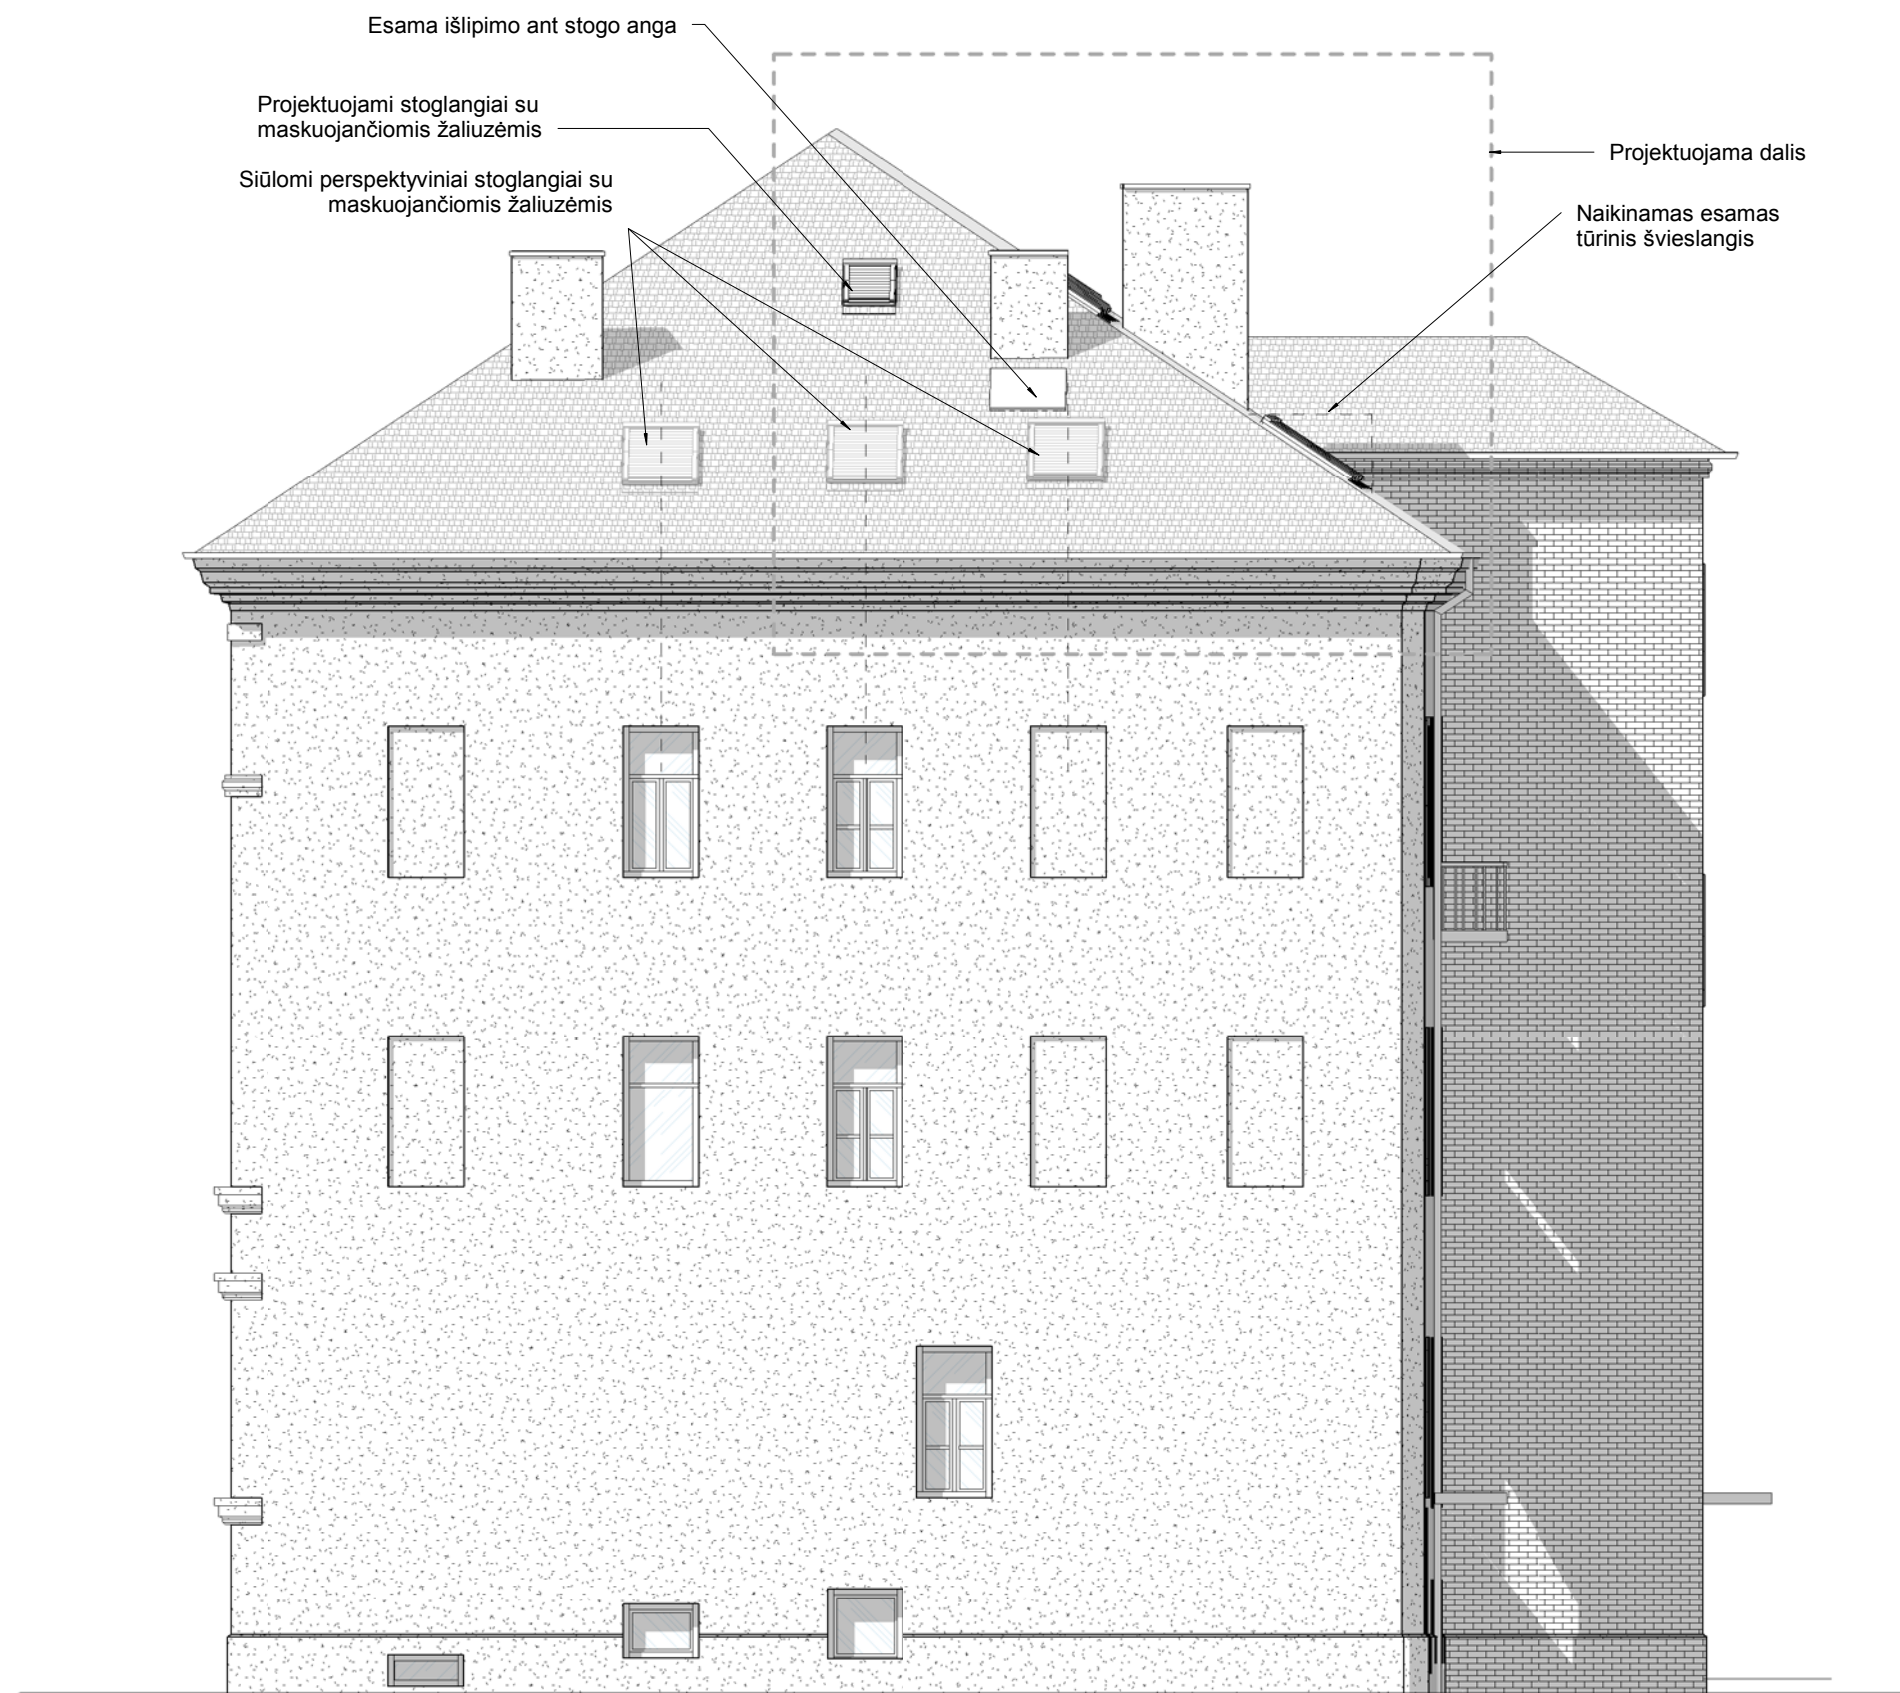 Esama išlipimo ant stogo anga
Projektuojami stoglangiai su
maskuojančiomis žaliuzėmis
Siūlomi perspektyviniai stoglangiai su
maskuojančiomis žaliuzėmis
Projektuojama dalis
Naikinamas esamas
tūrinis švieslangis